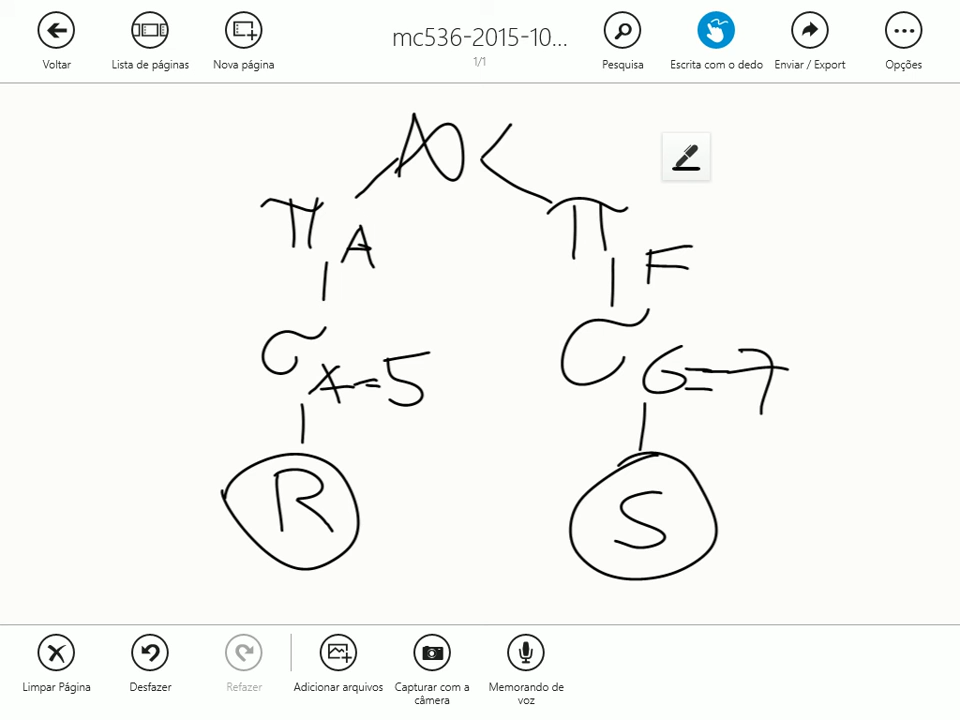 Voltar
Lista de páginas
Nova página
mc536-2015-10...
1/1
Pesquisa
Escrita com o dedo
Enviar / Export
Opções
π A
π F
σ x=5
σ G=7
R
S
Limpar Página
Desfazer
Refazer
Adicionar arquivos
Capturar com a
câmera
Memorando de
voz